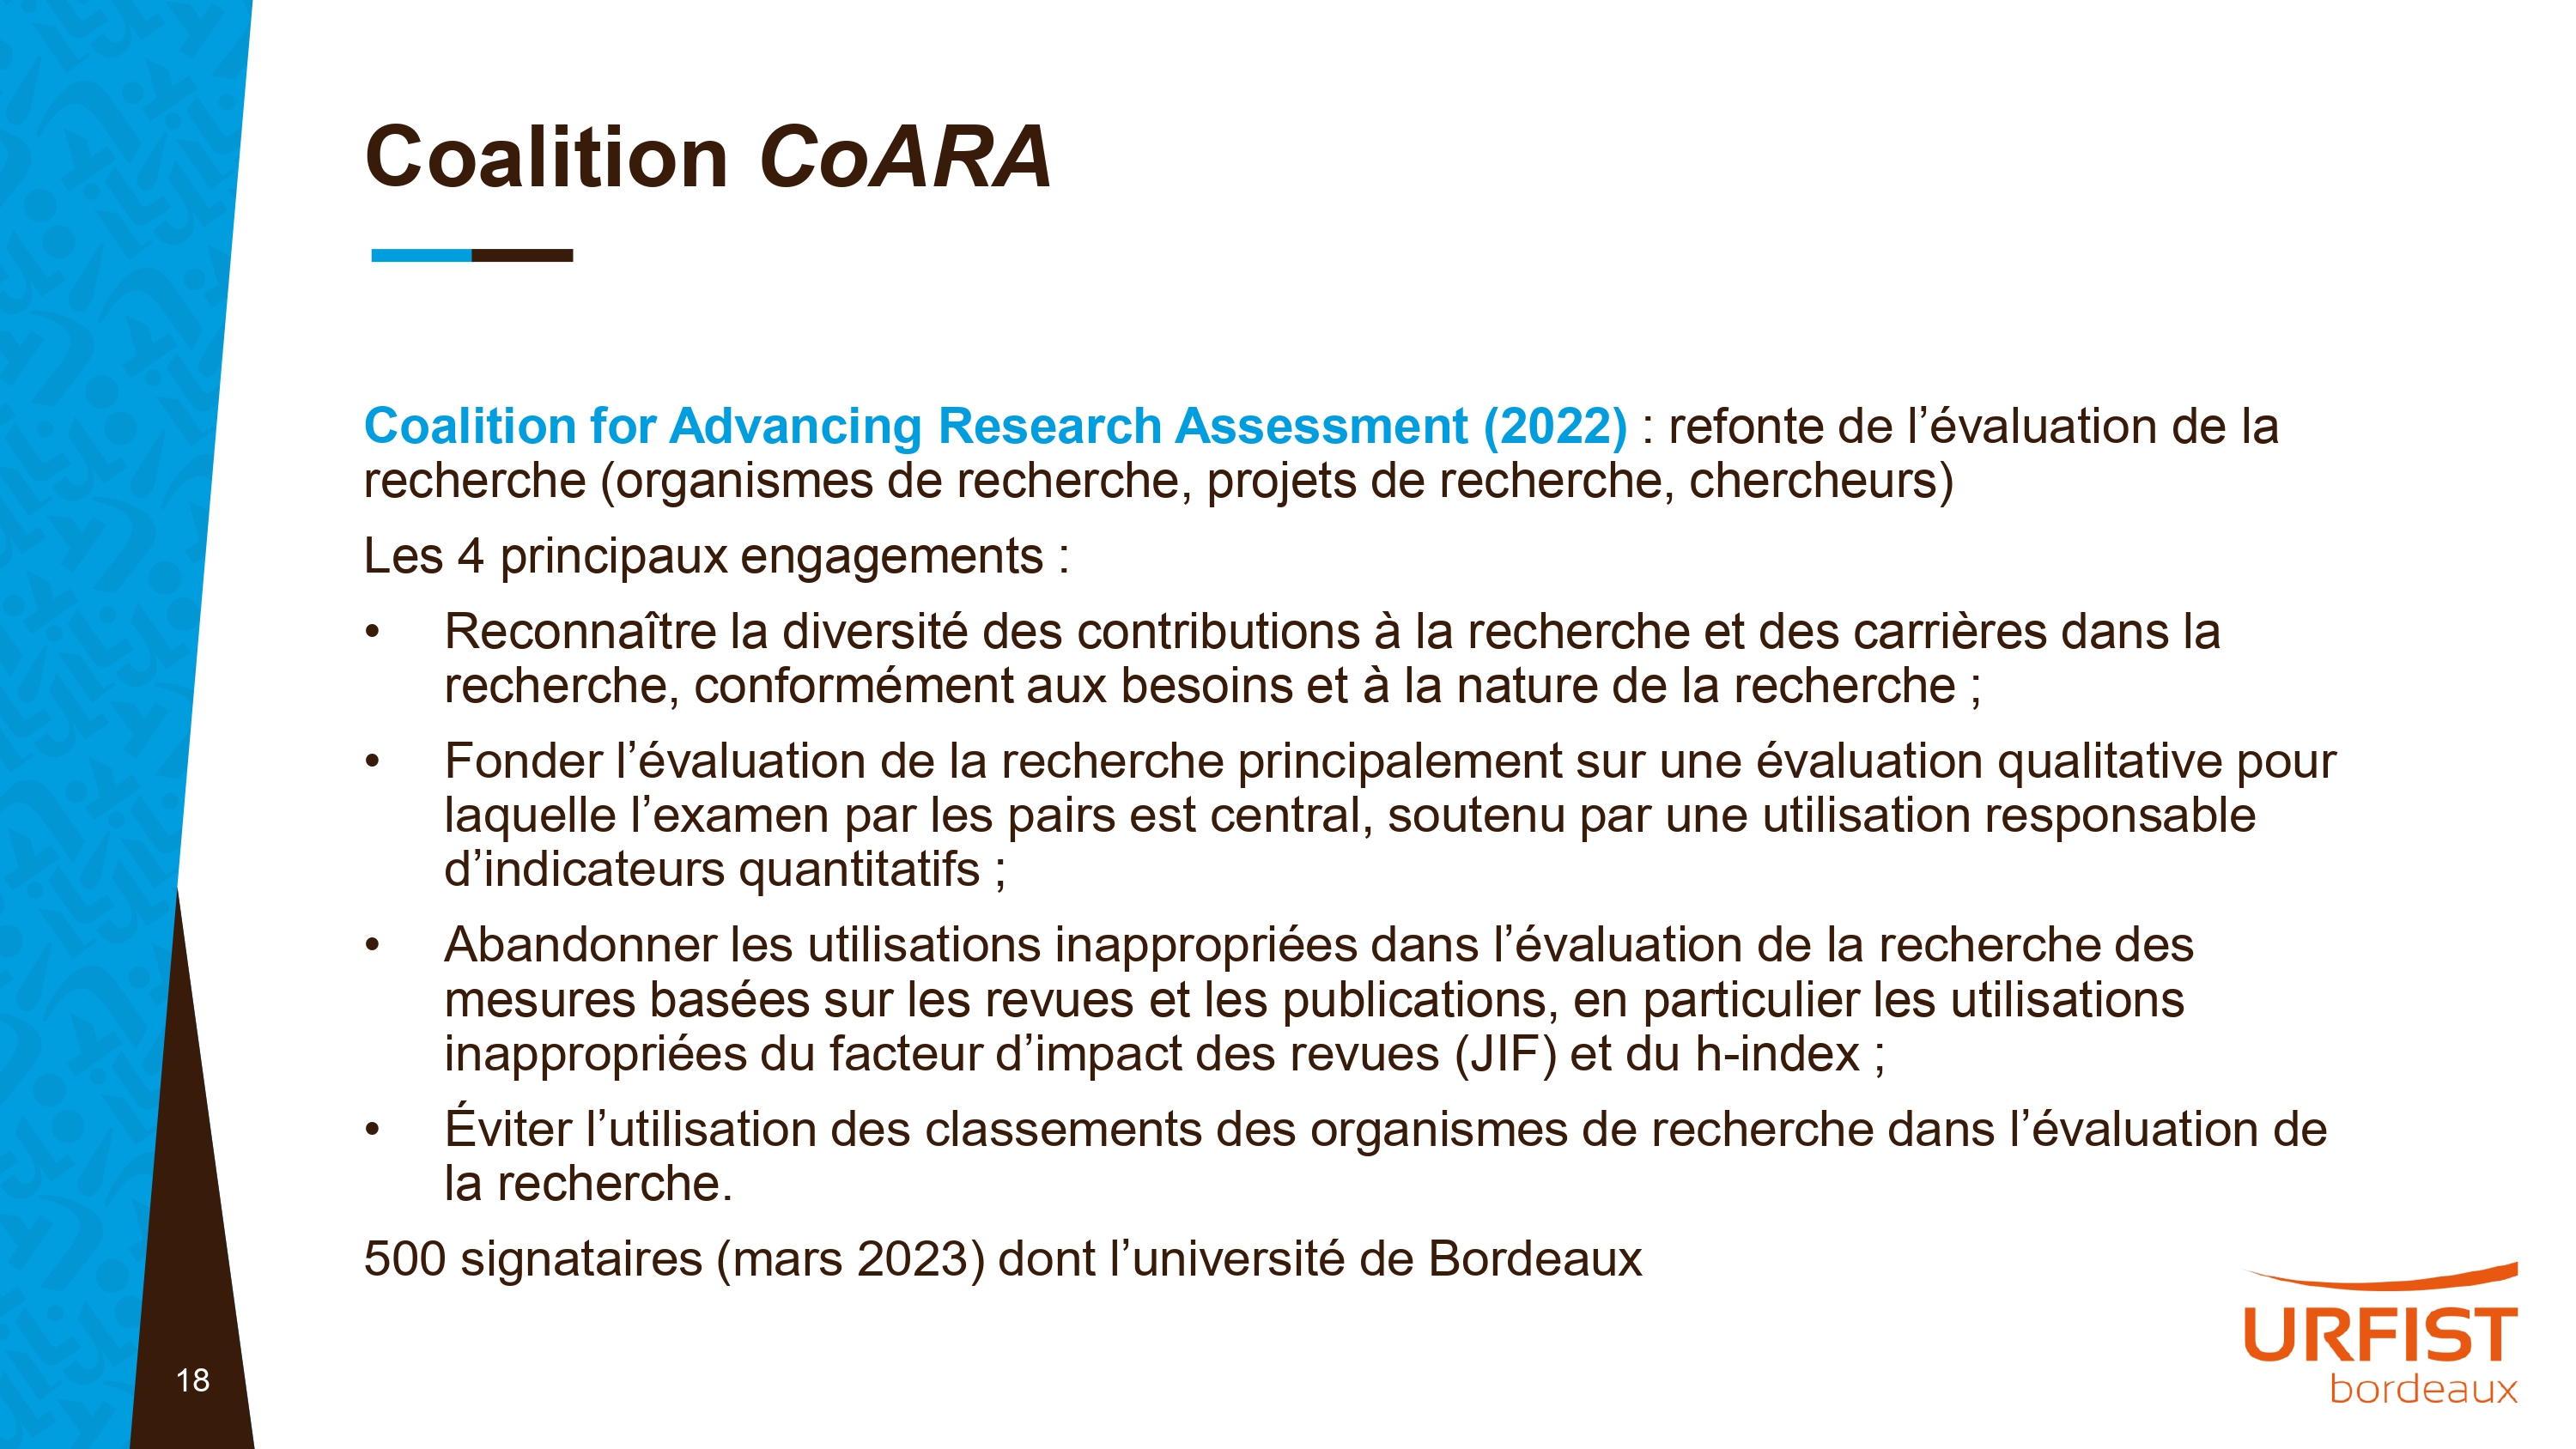 Coalition CoARA
Coalition for Advancing Research Assessment (2022) : refonte de l’évaluation de la
recherche (organismes de recherche, projets de recherche, chercheurs)
Les 4 principaux engagements :
• Reconnaître la diversité des contributions à la recherche et des carrières dans la
recherche, conformément aux besoins et à la nature de la recherche ;
• Fonder l’évaluation de la recherche principalement sur une évaluation qualitative pour
laquelle l’examen par les pairs est central, soutenu par une utilisation responsable
d’indicateurs quantitatifs ;
• Abandonner les utilisations inappropriées dans l’évaluation de la recherche des
mesures basées sur les revues et les publications, en particulier les utilisations
inappropriées du facteur d’impact des revues (JIF) et du h-index ;
• Éviter l’utilisation des classements des organismes de recherche dans l’évaluation de
la recherche.
500 signataires (mars 2023) dont l’université de Bordeaux
18
URFIST
bordeaux